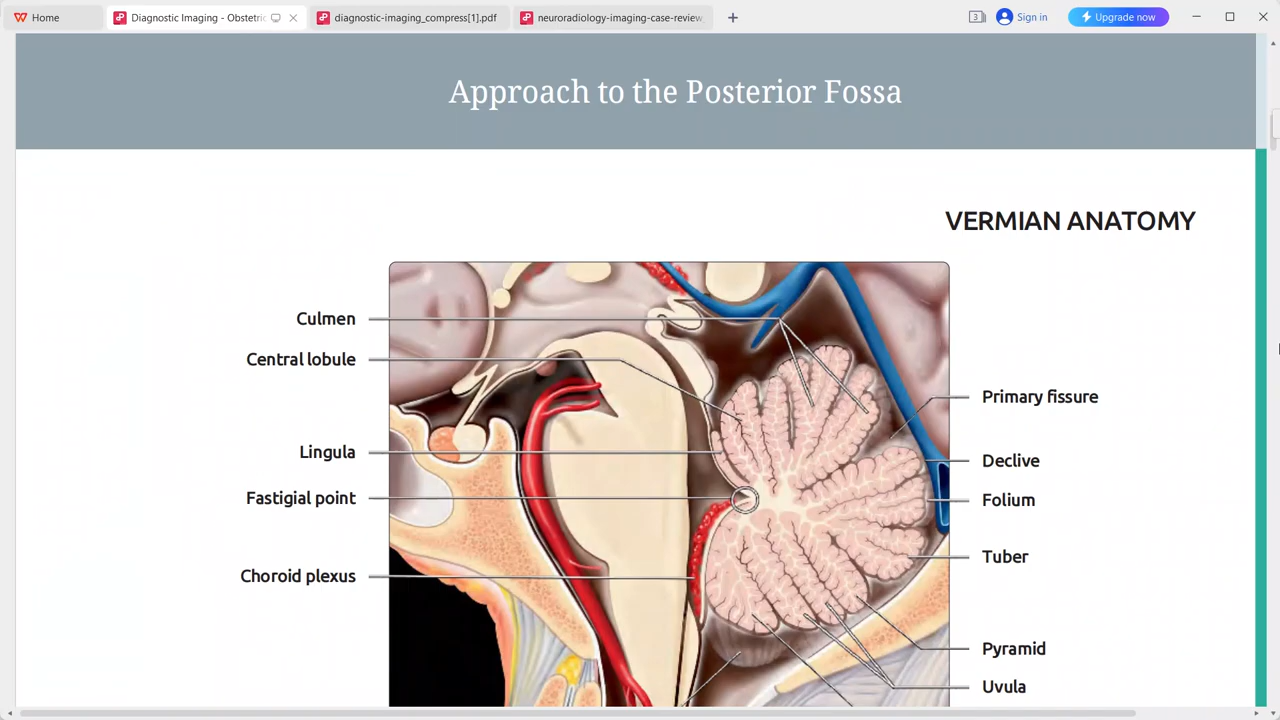 Home
Diagnostic Imaging - Obstetric
diagnostic-imaging_compress[1].pdf
neuroradiology-imaging-case-review
3
Sign in
Upgrade now
Approach to the Posterior Fossa
VERMIAN ANATOMY
Culmen
Central lobule
Lingula
Fastigial point
Choroid plexus
Primary fissure
Declive
Folium
Tuber
Pyramid
Uvula